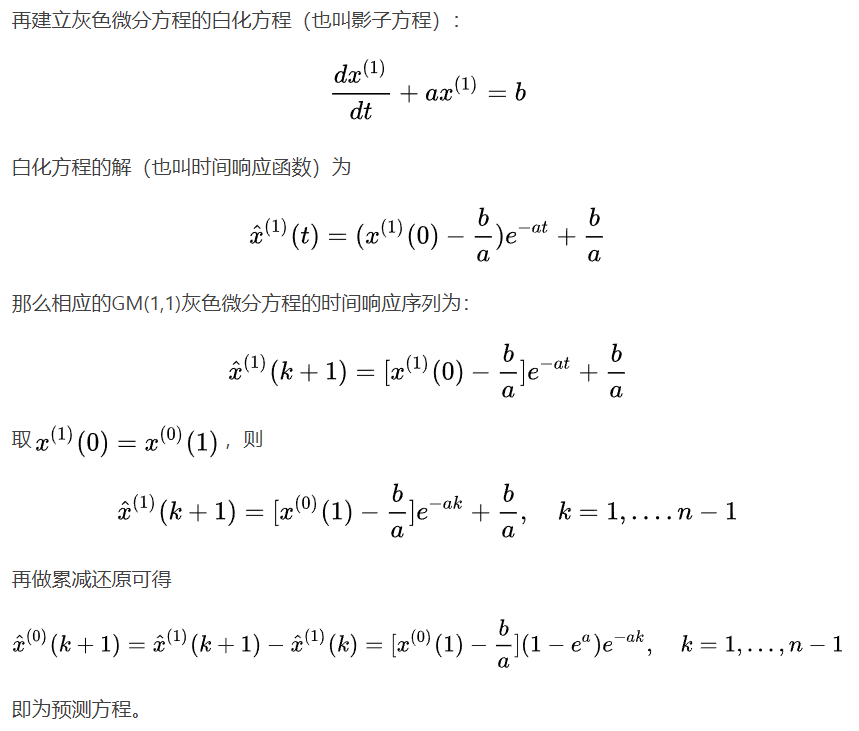 再建立灰色微分方程的白化方程（也叫影子方程）：
\frac{dx^{(1)}}{dt} + ax^{(1)} = b
白化方程的解（也叫时间响应函数）为
\hat{x}^{(1)}(t) = (x^{(1)}(0) - \frac{b}{a})e^{-at} + \frac{b}{a}
那么相应的GM(1,1)灰色微分方程的时间响应序列为：
\hat{x}^{(1)}(k+1) = [x^{(1)}(0) - \frac{b}{a}]e^{-at} + \frac{b}{a}
取 x^{(1)}(0) = x^{(0)}(1) ，则
\hat{x}^{(1)}(k+1) = [x^{(0)}(1) - \frac{b}{a}]e^{-ak} + \frac{b}{a}, k = 1, .... n - 1
再做累减还原可得
\hat{x}^{(0)}(k+1) = \hat{x}^{(1)}(k+1) - \hat{x}^{(1)}(k) = [x^{(0)}(1) - \frac{b}{a}](1 - e^{a})e^{-ak}, k = 1, ..., n - 1
即为预测方程。